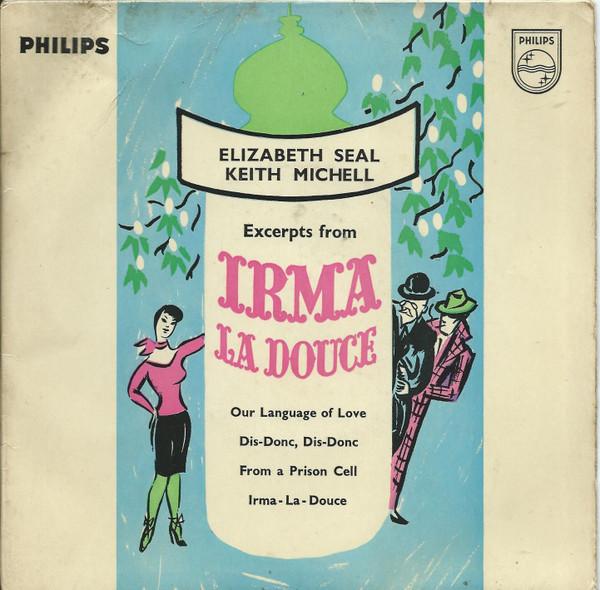 PHILIPS
PHILIPS
ELIZABETH SEAL
KEITH MICHELL
Excerpts from
IRMA
LA DOUCE
Our Language of Love
Dis-Donc, Dis-Donc
From a Prison Cell
Irma-La-Douce